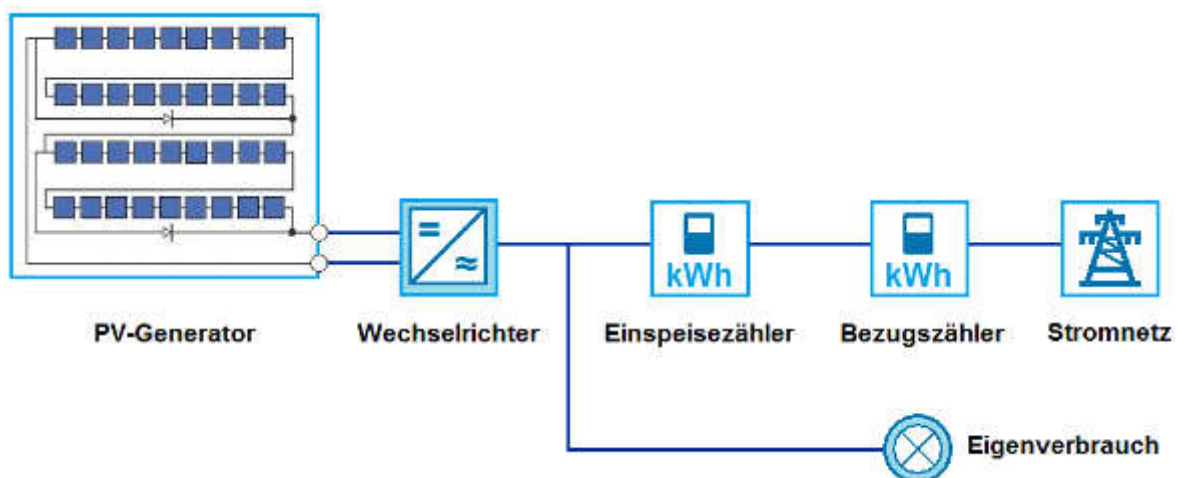 kWh
kWh
PV-Generator
Wechselrichter
Einspeisezähler
Bezugszähler
Stromnetz
Eigenverbrauch